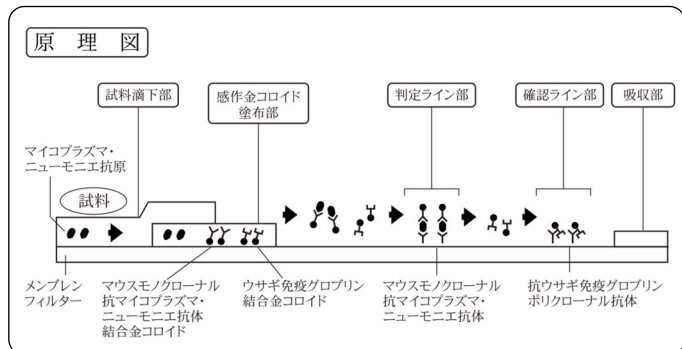 原 理 図
試料滴下部
感作金コロイド
塗布部
判定ライン部
確認ライン部
吸収部
マイコプラズマ・
ニューモニエ抗原
試料
メンブレン
フィルター
マウスモノクローナル
抗マイコプラズマ・
ニューモニエ抗体
結合金コロイド
ウサギ免疫グロブリン
結合金コロイド
マウスモノクローナル
抗マイコプラズマ・
ニューモニエ抗体
抗ウサギ免疫グロブリン
ポリクローナル抗体